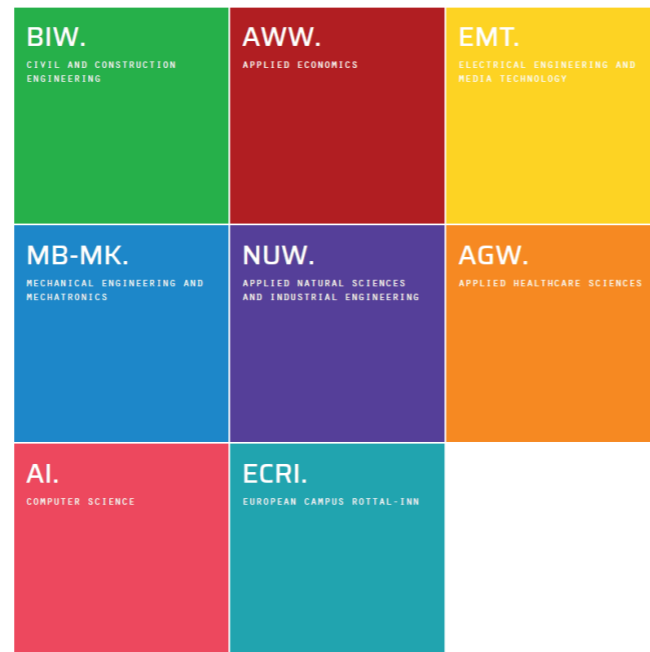 BIW.
CIVIL AND CONSTRUCTION
ENGINEERING
AWW.
APPLIED ECONOMICS
EMT.
ELECTRICAL ENGINEERING AND
MEDIA TECHNOLOGY
MB-MK.
MECHANICAL ENGINEERING AND
MECHATRONICS
NUW.
APPLIED NATURAL SCIENCES
AND INDUSTRIAL ENGINEERING
AGW.
APPLIED HEALTHCARE SCIENCES
AI.
COMPUTER SCIENCE
ECRI.
EUROPEAN CAMPUS ROTTAL-INN